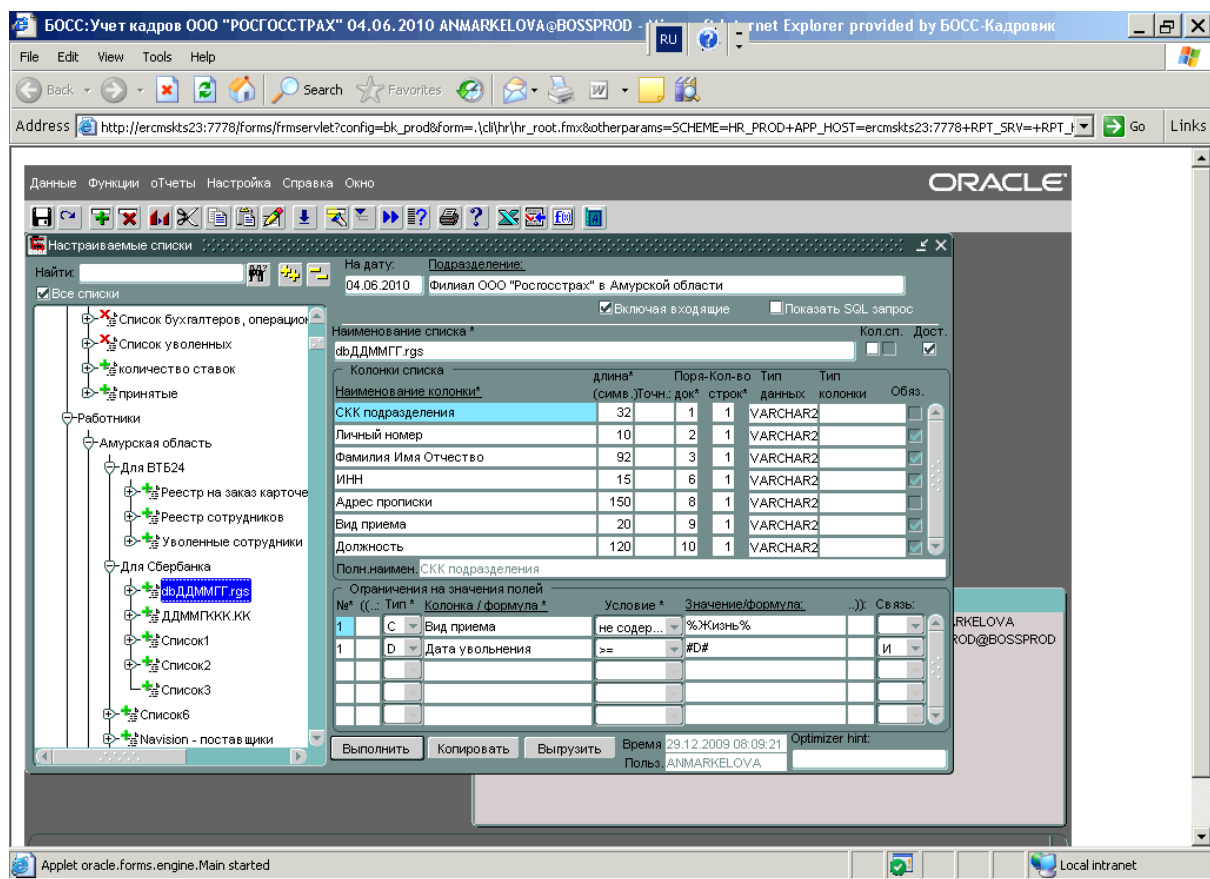 БОСС:Учет кадров ООО "РОСГОССТРАХ" 04.06.2010 ANMARKELOVA@BOSSPROD - rnet Explorer provided by БОСС-Кадровик
RU
File Edit View Tools Help
Back Search Favorites
Address http://ercmskts23:7778/forms/frmservlet?config=bk_prod&form=.\cli\hr\hr_root.fmx&otherparams=SCHEME=HR_PROD+APP_HOST=ercmskts23:7778+RPT_SRV=+RPT_ Go Links
Данные Функции оТчеты Настройка Справка Окно ORACLE
Настраиваемые списки
Найти:
Все списки
Список бухгалтеров, операцион
Список уволенных
количество ставок
принятые
Работники
Амурская область
Для ВТБ24
Реестр на заказ карточе
Реестр сотрудников
Уволенные сотрудники
Для Сбербанка
dbДДММГГ.rgs
ДДММГККК.КК
Список1
Список2
Список3
Список6
Navision - поставщики
На дату: Подразделение:
04.06.2010 Филиал ООО "Росгосстрах" в Амурской области
Включая входящие Показать SQL запрос
Наименование списка * Кол.сп. Дост.
dbДДММГГ.rgs
Колонки списка длина* Поря- Кол-во Тип Тип
Наименование колонки* (симв.) Точн.: док* строк* данных колонки Обяз.
СКК подразделения 32 1 1 VARCHAR2
Личный номер 10 2 1 VARCHAR2
Фамилия Имя Отчество 92 3 1 VARCHAR2
ИНН 15 6 1 VARCHAR2
Адрес прописки 150 8 1 VARCHAR2
Вид приема 20 9 1 VARCHAR2
Должность 120 10 1 VARCHAR2
Полн.наимен. СКК подразделения
Ограничения на значения полей
№* ((..: Тип * Колонка / формула * Условие * Значение/формула: ..)): Связь:
1 C Вид приема не содер... %Жизнь%
1 D Дата увольнения >= #D# И
Выполнить Копировать Выгрузить Время 29.12.2009 08:09:21 Optimizer hint:
Польз. ANMARKELOVA
RKELOVA
ROD@BOSSPROD
Applet oracle.forms.engine.Main started Local intranet